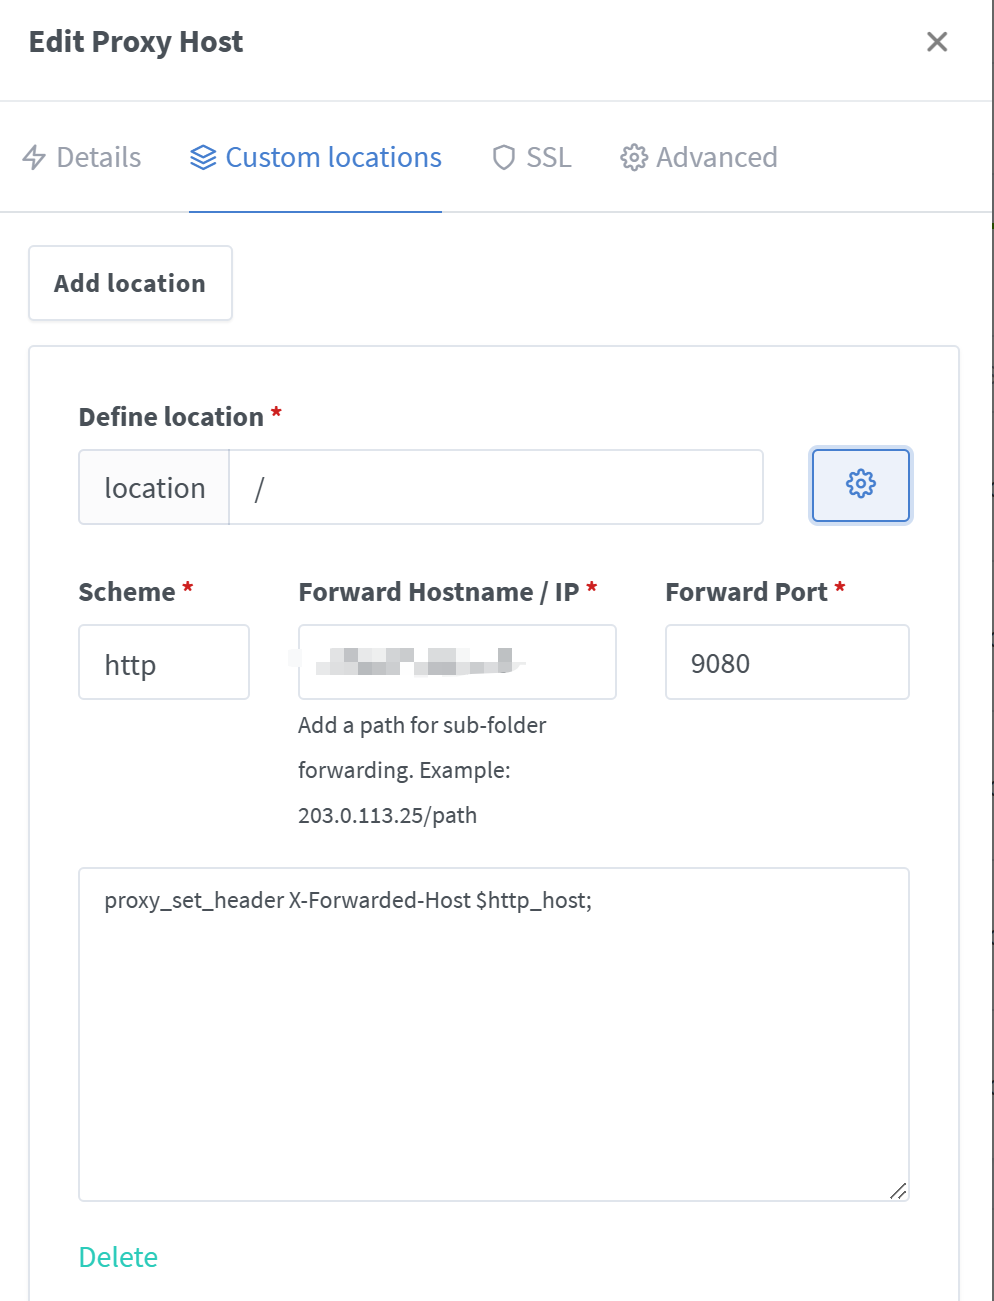 Edit Proxy Host
Details
Custom locations
SSL
Advanced
Add location
Define location *
location
/
Scheme *
Forward Hostname / IP *
Forward Port *
http
9080
Add a path for sub-folder
forwarding. Example:
203.0.113.25/path
proxy_set_header X-Forwarded-Host $http_host;
Delete